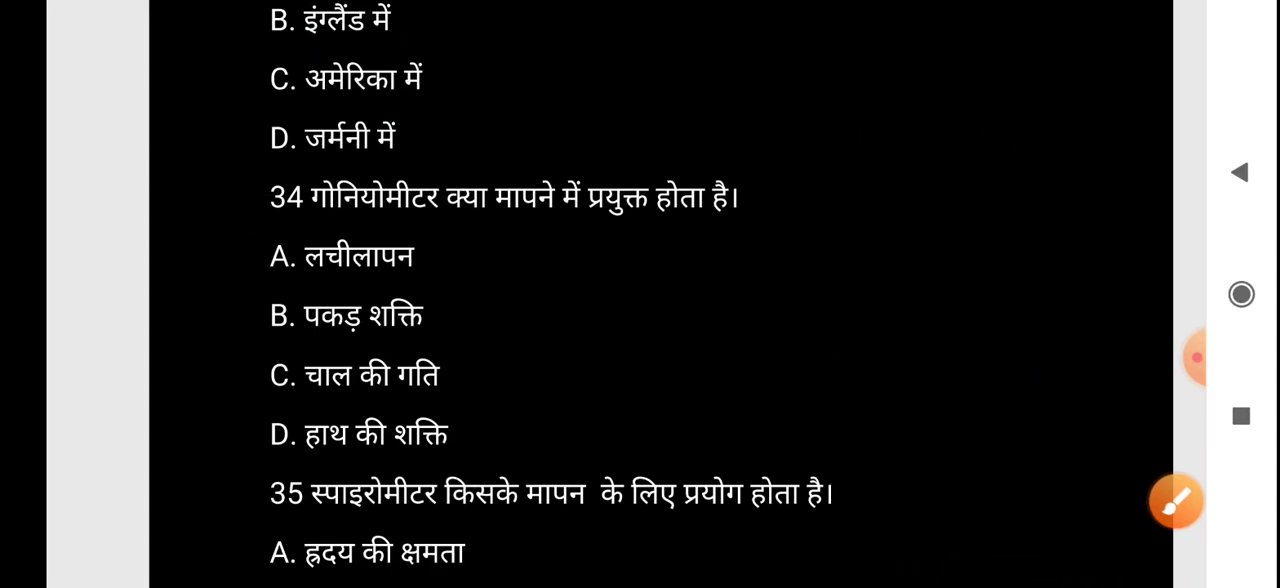 B. इंग्लैंड में
C. अमेरिका में
D. जर्मनी में
34 गोनियोमीटर क्या मापने में प्रयुक्त होता है।
A. लचीलापन
B. पकड़ शक्ति
C. चाल की गति
D. हाथ की शक्ति
35 स्पाइरोमीटर किसके मापन के लिए प्रयोग होता है।
A. ह्रदय की क्षमता